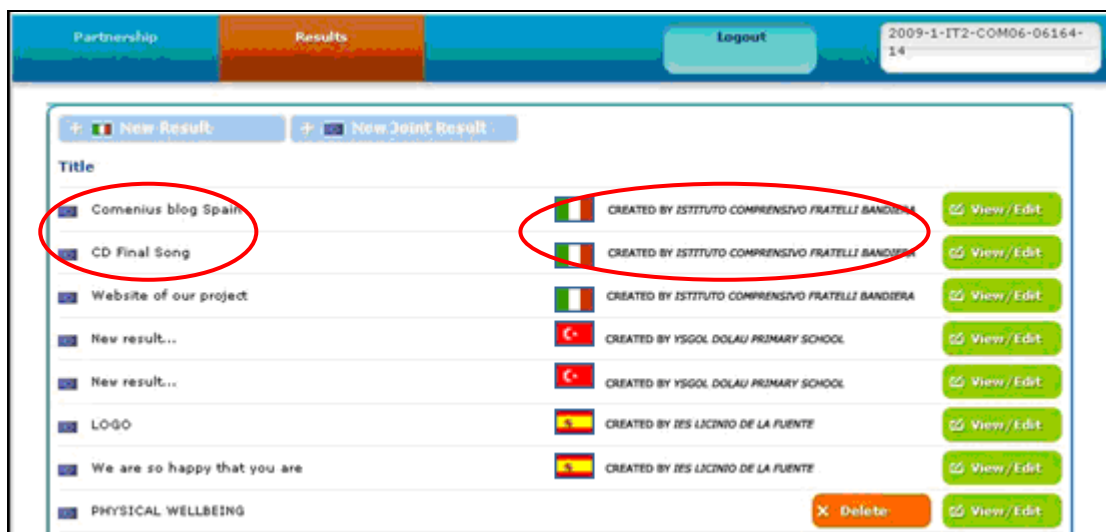 Partnership Results Logout 2009-1-IT2-COM06-06164-
14
+ New Result + New Joint Result
Title
Comenius blog Spain CREATED BY ISTITUTO COMPRENSIVO FRATELLI BANDIERA View/Edit
CD Final Song CREATED BY ISTITUTO COMPRENSIVO FRATELLI BANDIERA View/Edit
Website of our project CREATED BY ISTITUTO COMPRENSIVO FRATELLI BANDIERA View/Edit
New result... CREATED BY YSGOL DOLAU PRIMARY SCHOOL View/Edit
New result... CREATED BY YSGOL DOLAU PRIMARY SCHOOL View/Edit
LOGO CREATED BY IES LICINIO DE LA FUENTE View/Edit
We are so happy that you are CREATED BY IES LICINIO DE LA FUENTE View/Edit
PHYSICAL WELLBEING X Delete View/Edit